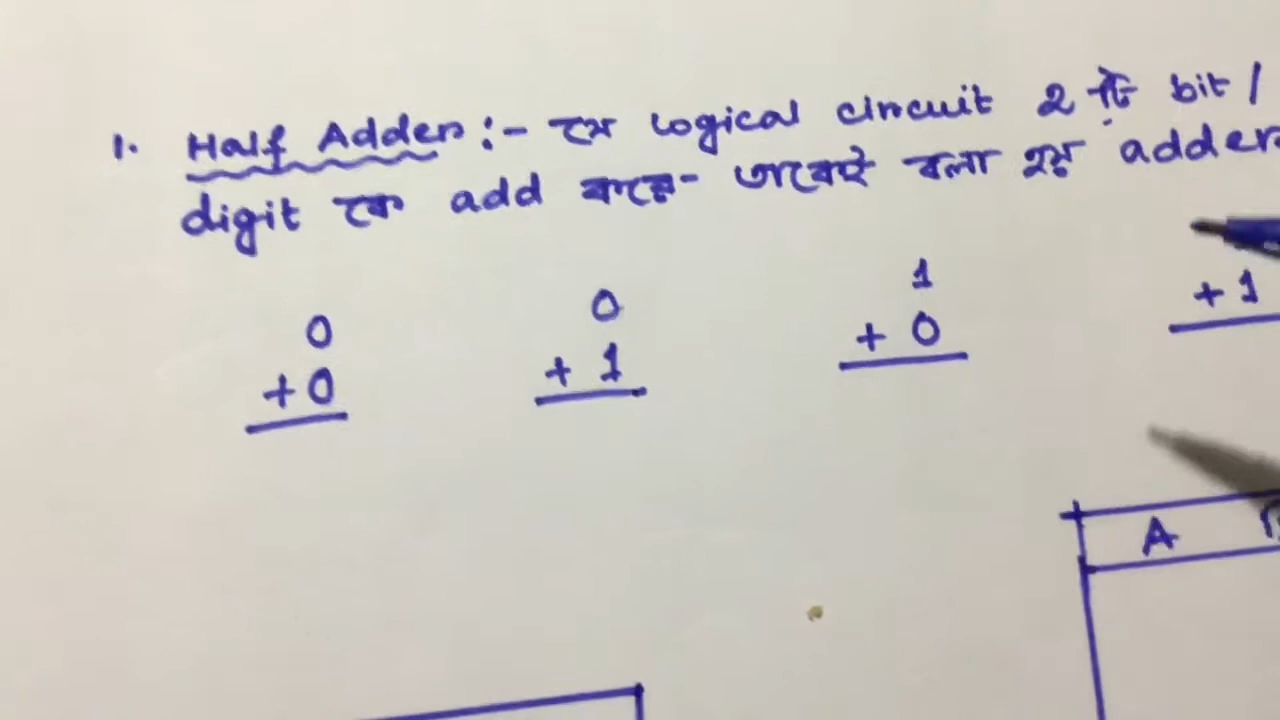 1. Half Adder :- যে Logical circuit 2 টি bit /
digit কে add করে- তাকেই বলা হয় adder
0 0 1
+0 + 1 + 0 + 1
A